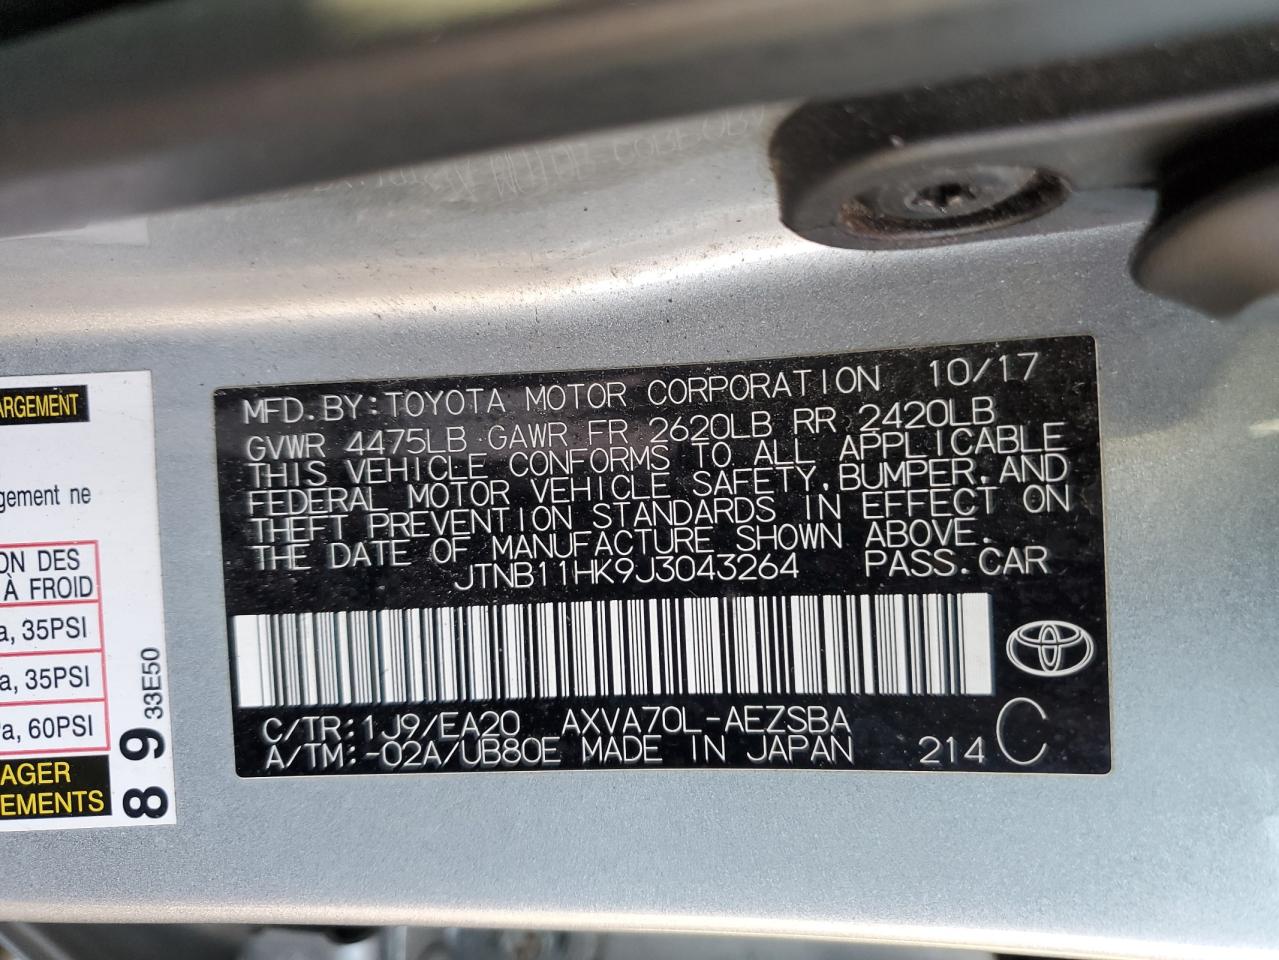 MFD.BY:TOYOTA MOTOR CORPORATION 10/17
GVWR 4475LB GAWR FR 2620LB RR 2420LB
THIS VEHICLE CONFORMS TO ALL APPLICABLE
FEDERAL MOTOR VEHICLE SAFETY,BUMPER,AND
THEFT PREVENTION STANDARDS IN EFFECT ON
THE DATE OF MANUFACTURE SHOWN ABOVE.
JTNB11HK9J3043264 PASS.CAR
C/TR:1J9/EA20 AXVA70L-AEZSBA
A/TM:-02A/UB80E MADE IN JAPAN 214 C
ARGEMENT
gement ne
ON DES
À FROID
a, 35PSI
a, 35PSI
a, 60PSI
AGER
EMENTS
8 9 33E50